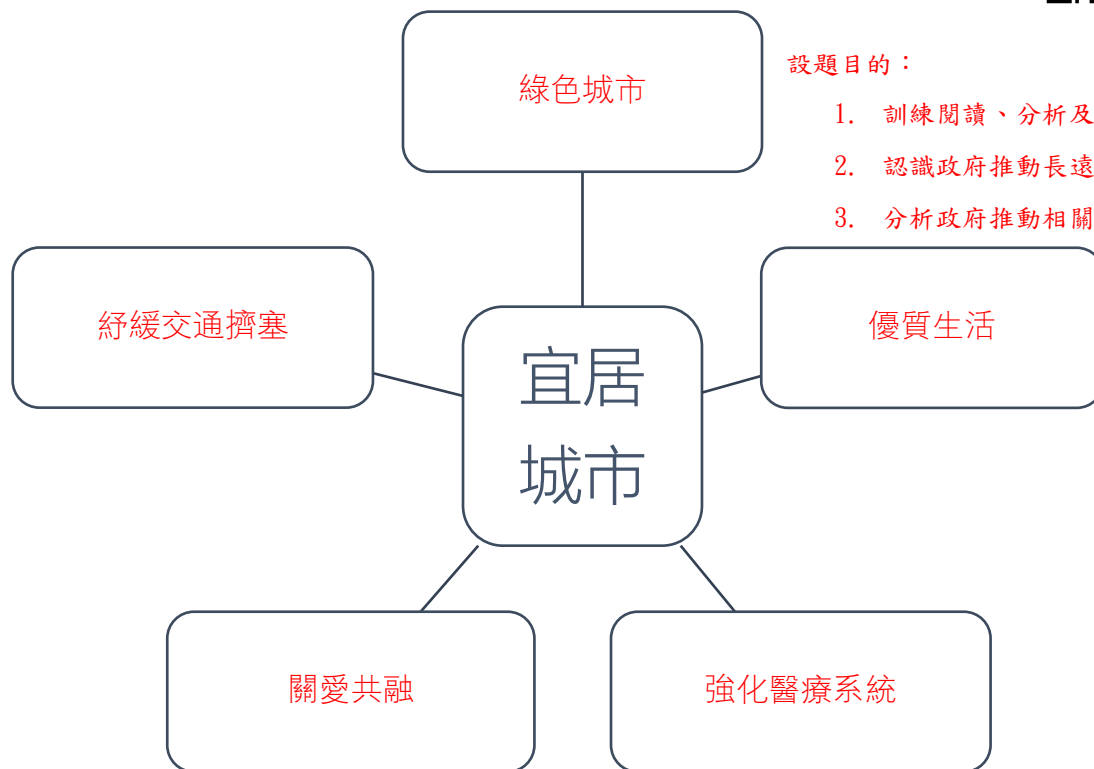 綠色城市
設題目的：
1. 訓練閱讀、分析及
2. 認識政府推動長遠
3. 分析政府推動相關
紓緩交通擠塞
優質生活
宜居
城市
關愛共融
強化醫療系統